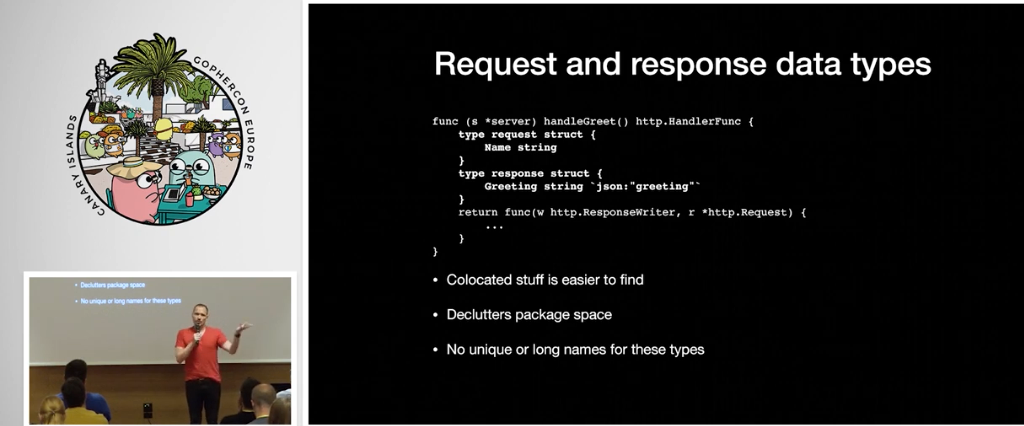 CANARY ISLANDS
GOPHERCON EUROPE
Declutters package space
No unique or long names for these types
Request and response data types
func (s *server) handleGreet() http.HandlerFunc {
    type request struct {
        Name string
    }
    type response struct {
        Greeting string `json:"greeting"`
    }
    return func(w http.ResponseWriter, r *http.Request) {
        ...
    }
}
• Colocated stuff is easier to find
• Declutters package space
• No unique or long names for these types